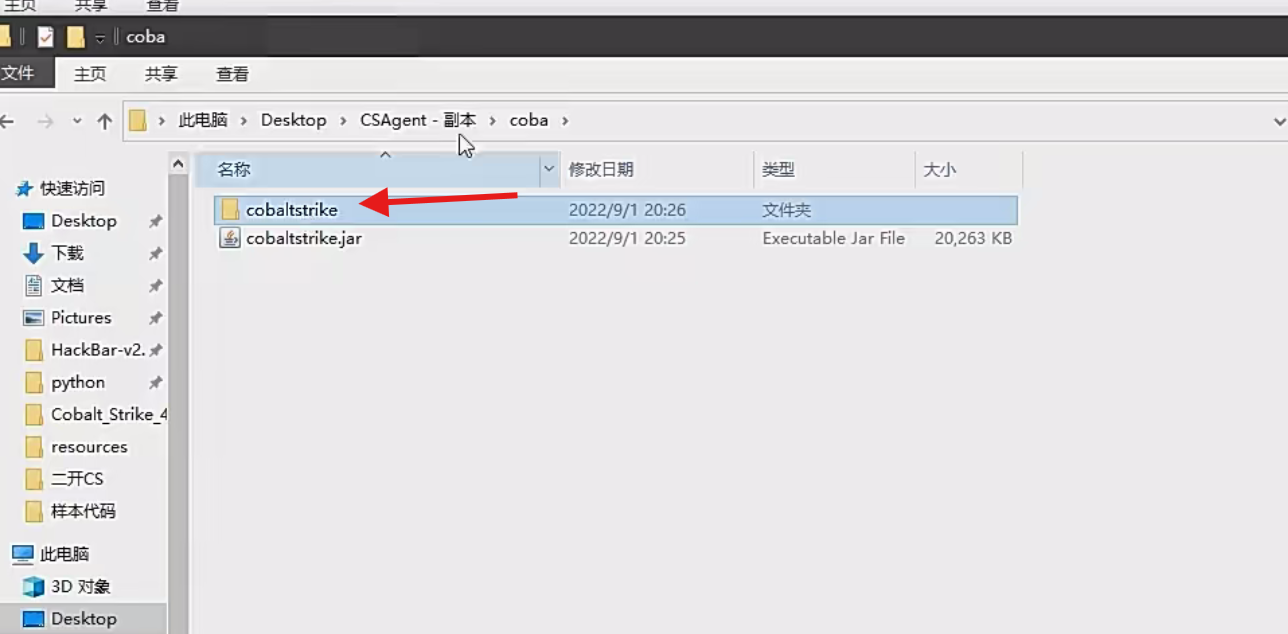 主页 共享 查看
coba
文件 主页 共享 查看
此电脑 Desktop CSAgent - 副本 coba
名称 修改日期 类型 大小
快速访问
Desktop
下载
文档
Pictures
HackBar-v2.
python
Cobalt_Strike_4
resources
二开CS
样本代码
此电脑
3D 对象
Desktop
cobaltstrike 2022/9/1 20:26 文件夹
cobaltstrike.jar 2022/9/1 20:25 Executable Jar File 20,263 KB